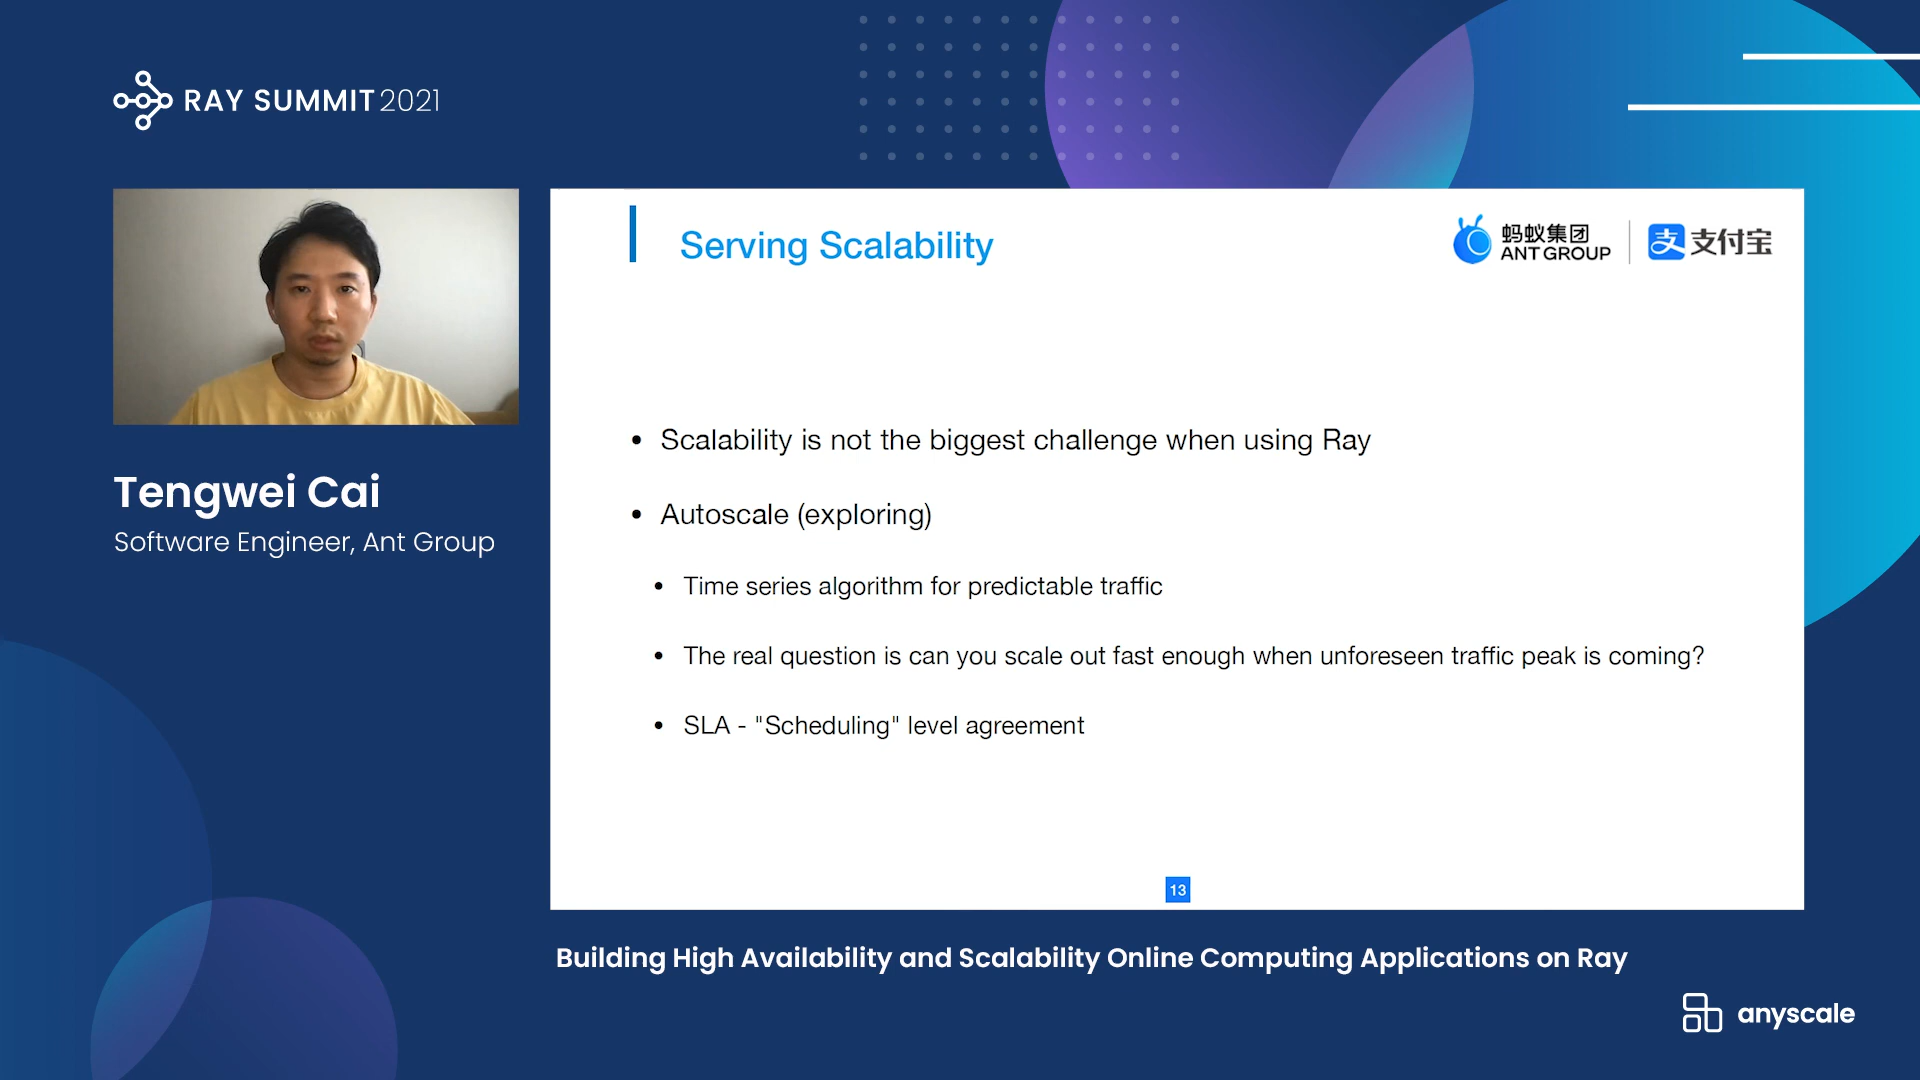 RAY SUMMIT 2021
Tengwei Cai
Software Engineer, Ant Group
Serving Scalability
蚂蚁集团
ANT GROUP
支 支付宝
• Scalability is not the biggest challenge when using Ray
• Autoscale (exploring)
• Time series algorithm for predictable traffic
• The real question is can you scale out fast enough when unforeseen traffic peak is coming?
• SLA - "Scheduling" level agreement
13
Building High Availability and Scalability Online Computing Applications on Ray
anyscale